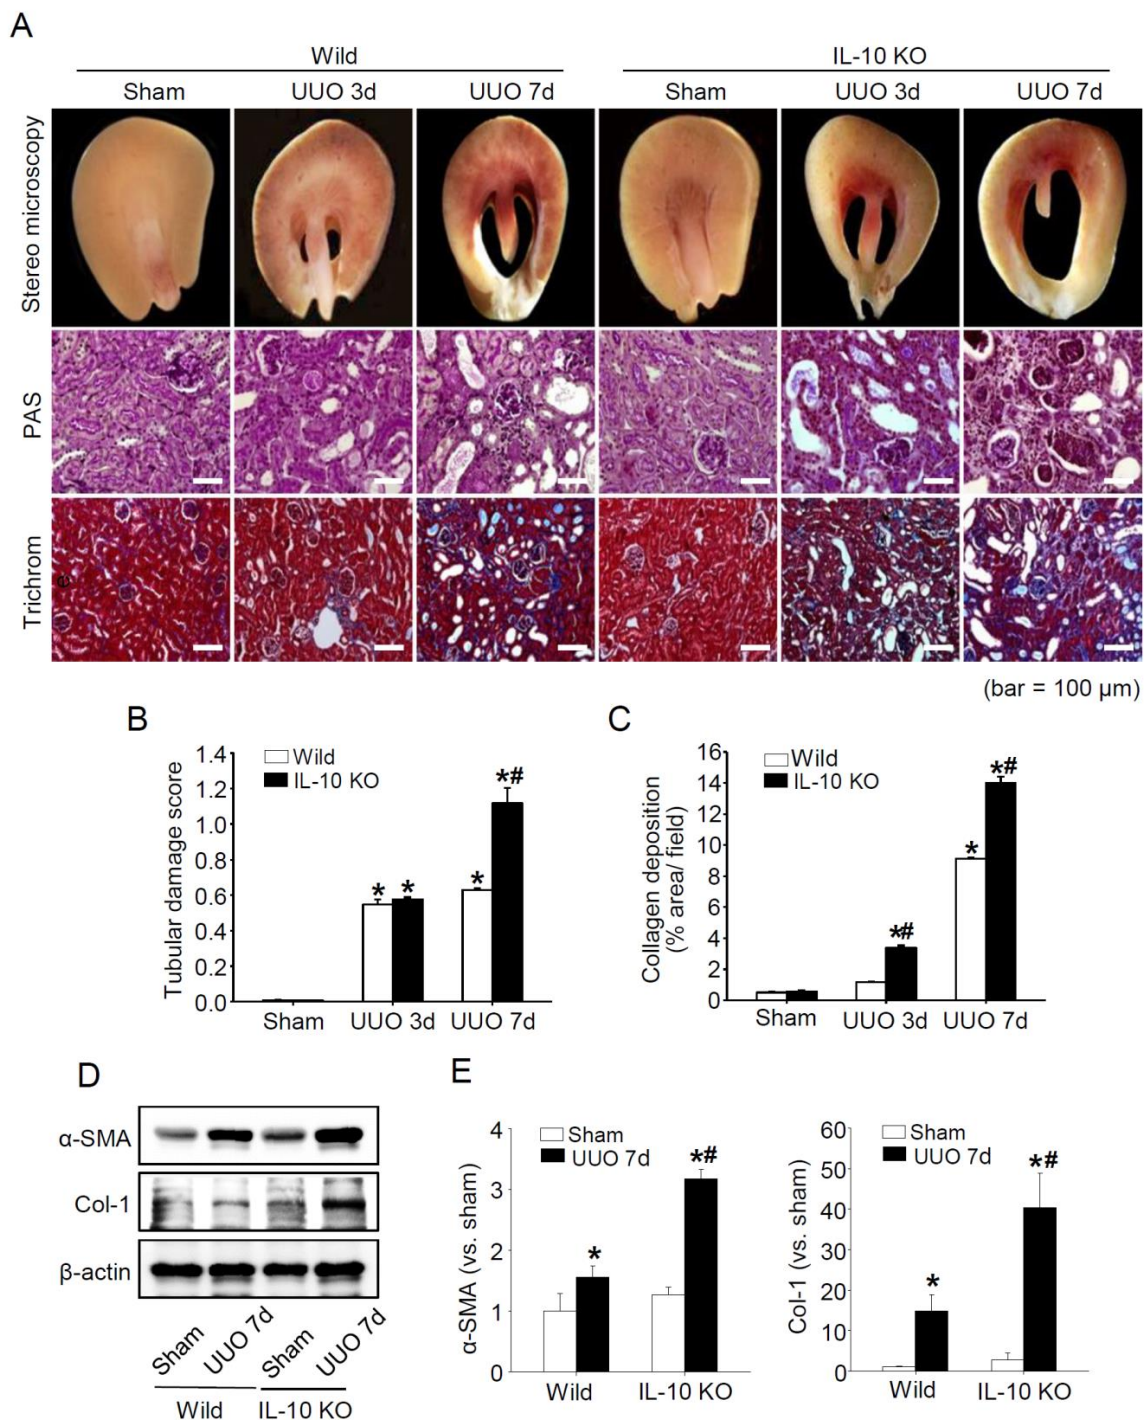 A
Wild IL-10 KO
Sham UUO 3d UUO 7d Sham UUO 3d UUO 7d
Stereo microscopy
PAS
Trichrom
e
(bar = 100 µm)
B
Wild
IL-10 KO
Tubular damage score
1.4
1.2
1.0
0.8
0.6
0.4
0.2
0.0
* * * *#
Sham UUO 3d UUO 7d
C
Wild
IL-10 KO
Collagen deposition
(% area/ field)
16
14
12
10
8
6
4
2
0
*# * *#
Sham UUO 3d UUO 7d
D
α-SMA
Col-1
β-actin
Sham UUO 7d Sham UUO 7d
Wild IL-10 KO
E
Sham
UUO 7d
α-SMA (vs. sham)
4
3
2
1
0
* *#
Wild IL-10 KO
Sham
UUO 7d
Col-1 (vs. sham)
60
50
40
30
20
10
0
* *#
Wild IL-10 KO